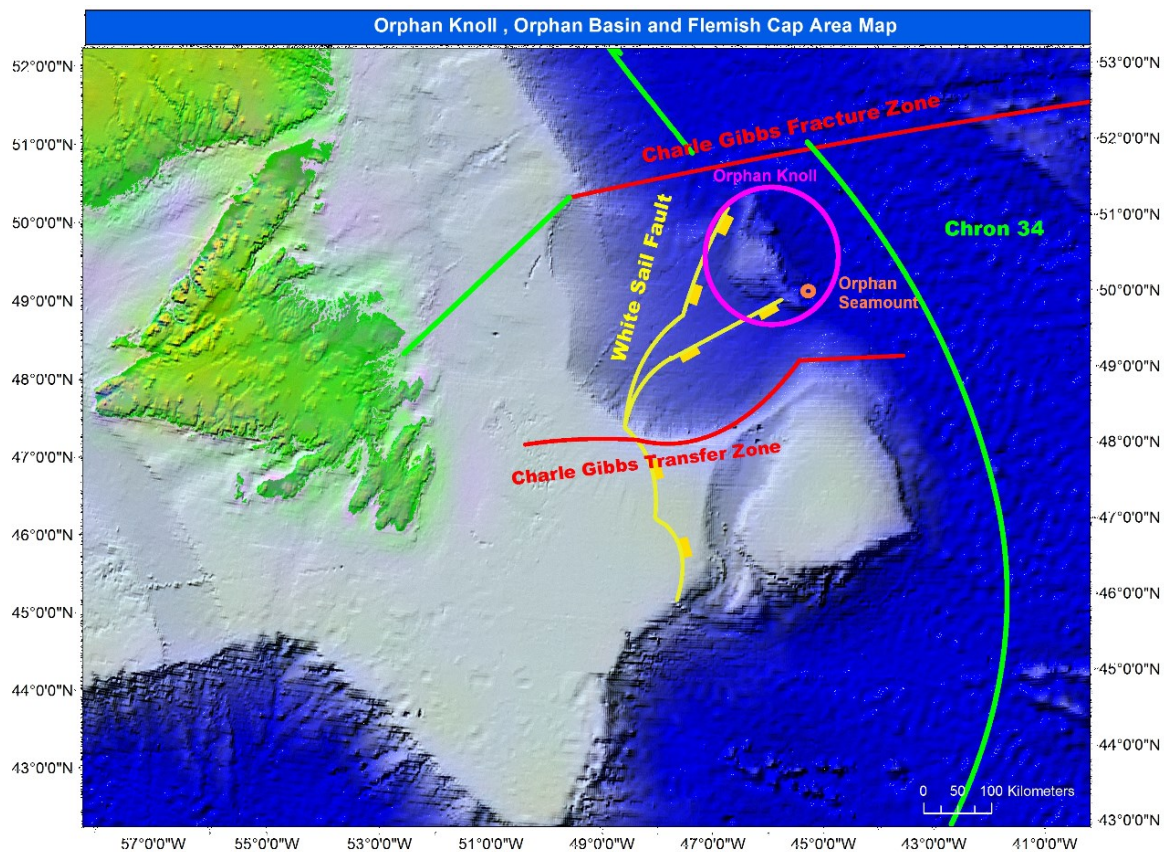 Orphan Knoll , Orphan Basin and Flemish Cap Area Map
52°0'0"N
53°0'0"N
51°0'0"N
52°0'0"N
Charle Gibbs Fracture Zone
Orphan Knoll
50°0'0"N
51°0'0"N
White Sail Fault
Chron 34
49°0'0"N
Orphan
Seamount
50°0'0"N
48°0'0"N
49°0'0"N
47°0'0"N
Charle Gibbs Transfer Zone
48°0'0"N
46°0'0"N
47°0'0"N
45°0'0"N
46°0'0"N
44°0'0"N
45°0'0"N
43°0'0"N
44°0'0"N
0 50 100 Kilometers
43°0'0"N
57°0'0"W 55°0'0"W 53°0'0"W 51°0'0"W 49°0'0"W 47°0'0"W 45°0'0"W 43°0'0"W 41°0'0"W